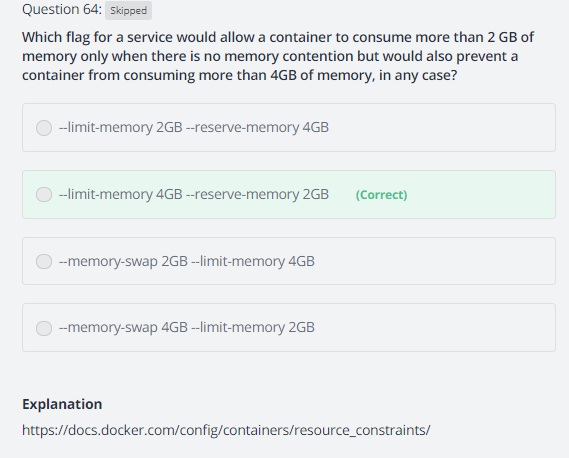 Question 64: Skipped
Which flag for a service would allow a container to consume more than 2 GB of
memory only when there is no memory contention but would also prevent a
container from consuming more than 4GB of memory, in any case?
--limit-memory 2GB --reserve-memory 4GB
--limit-memory 4GB --reserve-memory 2GB (Correct)
--memory-swap 2GB --limit-memory 4GB
--memory-swap 4GB --limit-memory 2GB
Explanation
https://docs.docker.com/config/containers/resource_constraints/